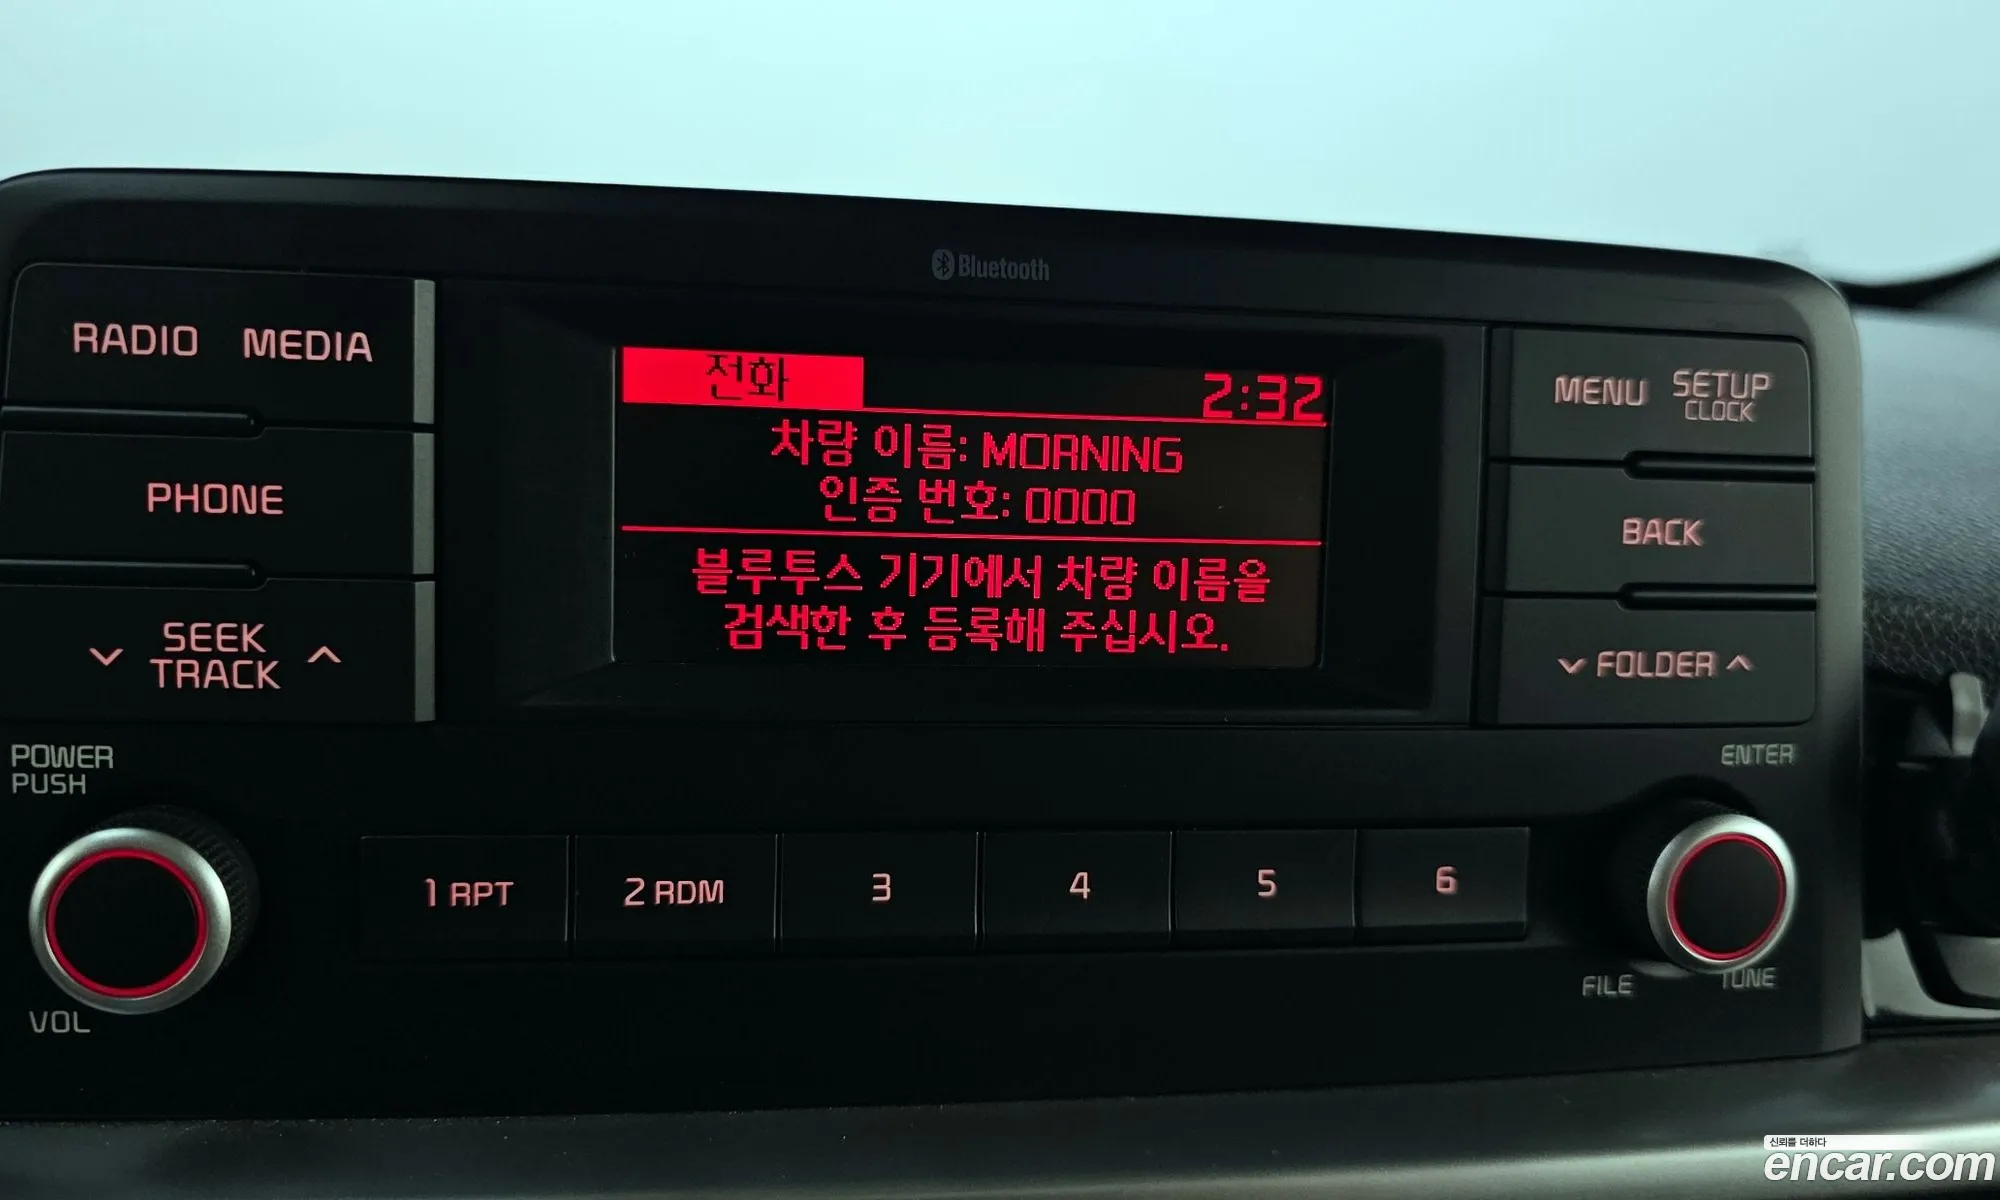 Bluetooth
RADIO MEDIA
PHONE
SEEK
TRACK
POWER
PUSH
VOL
전화 2:32
차량 이름: MORNING
인증 번호: 0000
블루투스 기기에서 차량 이름을
검색한 후 등록해 주십시오.
MENU SETUP
CLOCK
BACK
FOLDER
ENTER
1 RPT 2 RDM 3 4 5 6
FILE TUNE
신뢰를 더하다
encar.com